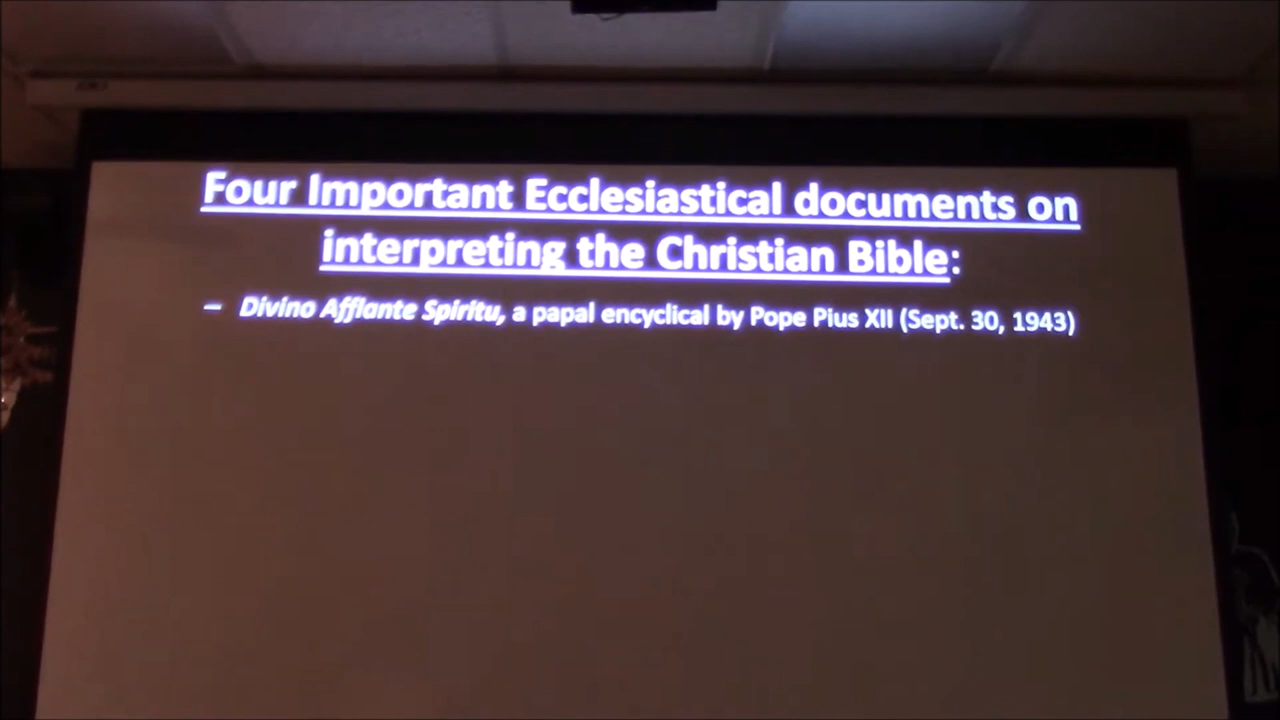 Four Important Ecclesiastical documents on
interpreting the Christian Bible:
– Divino Afflante Spiritu, a papal encyclical by Pope Pius XII (Sept. 30, 1943)